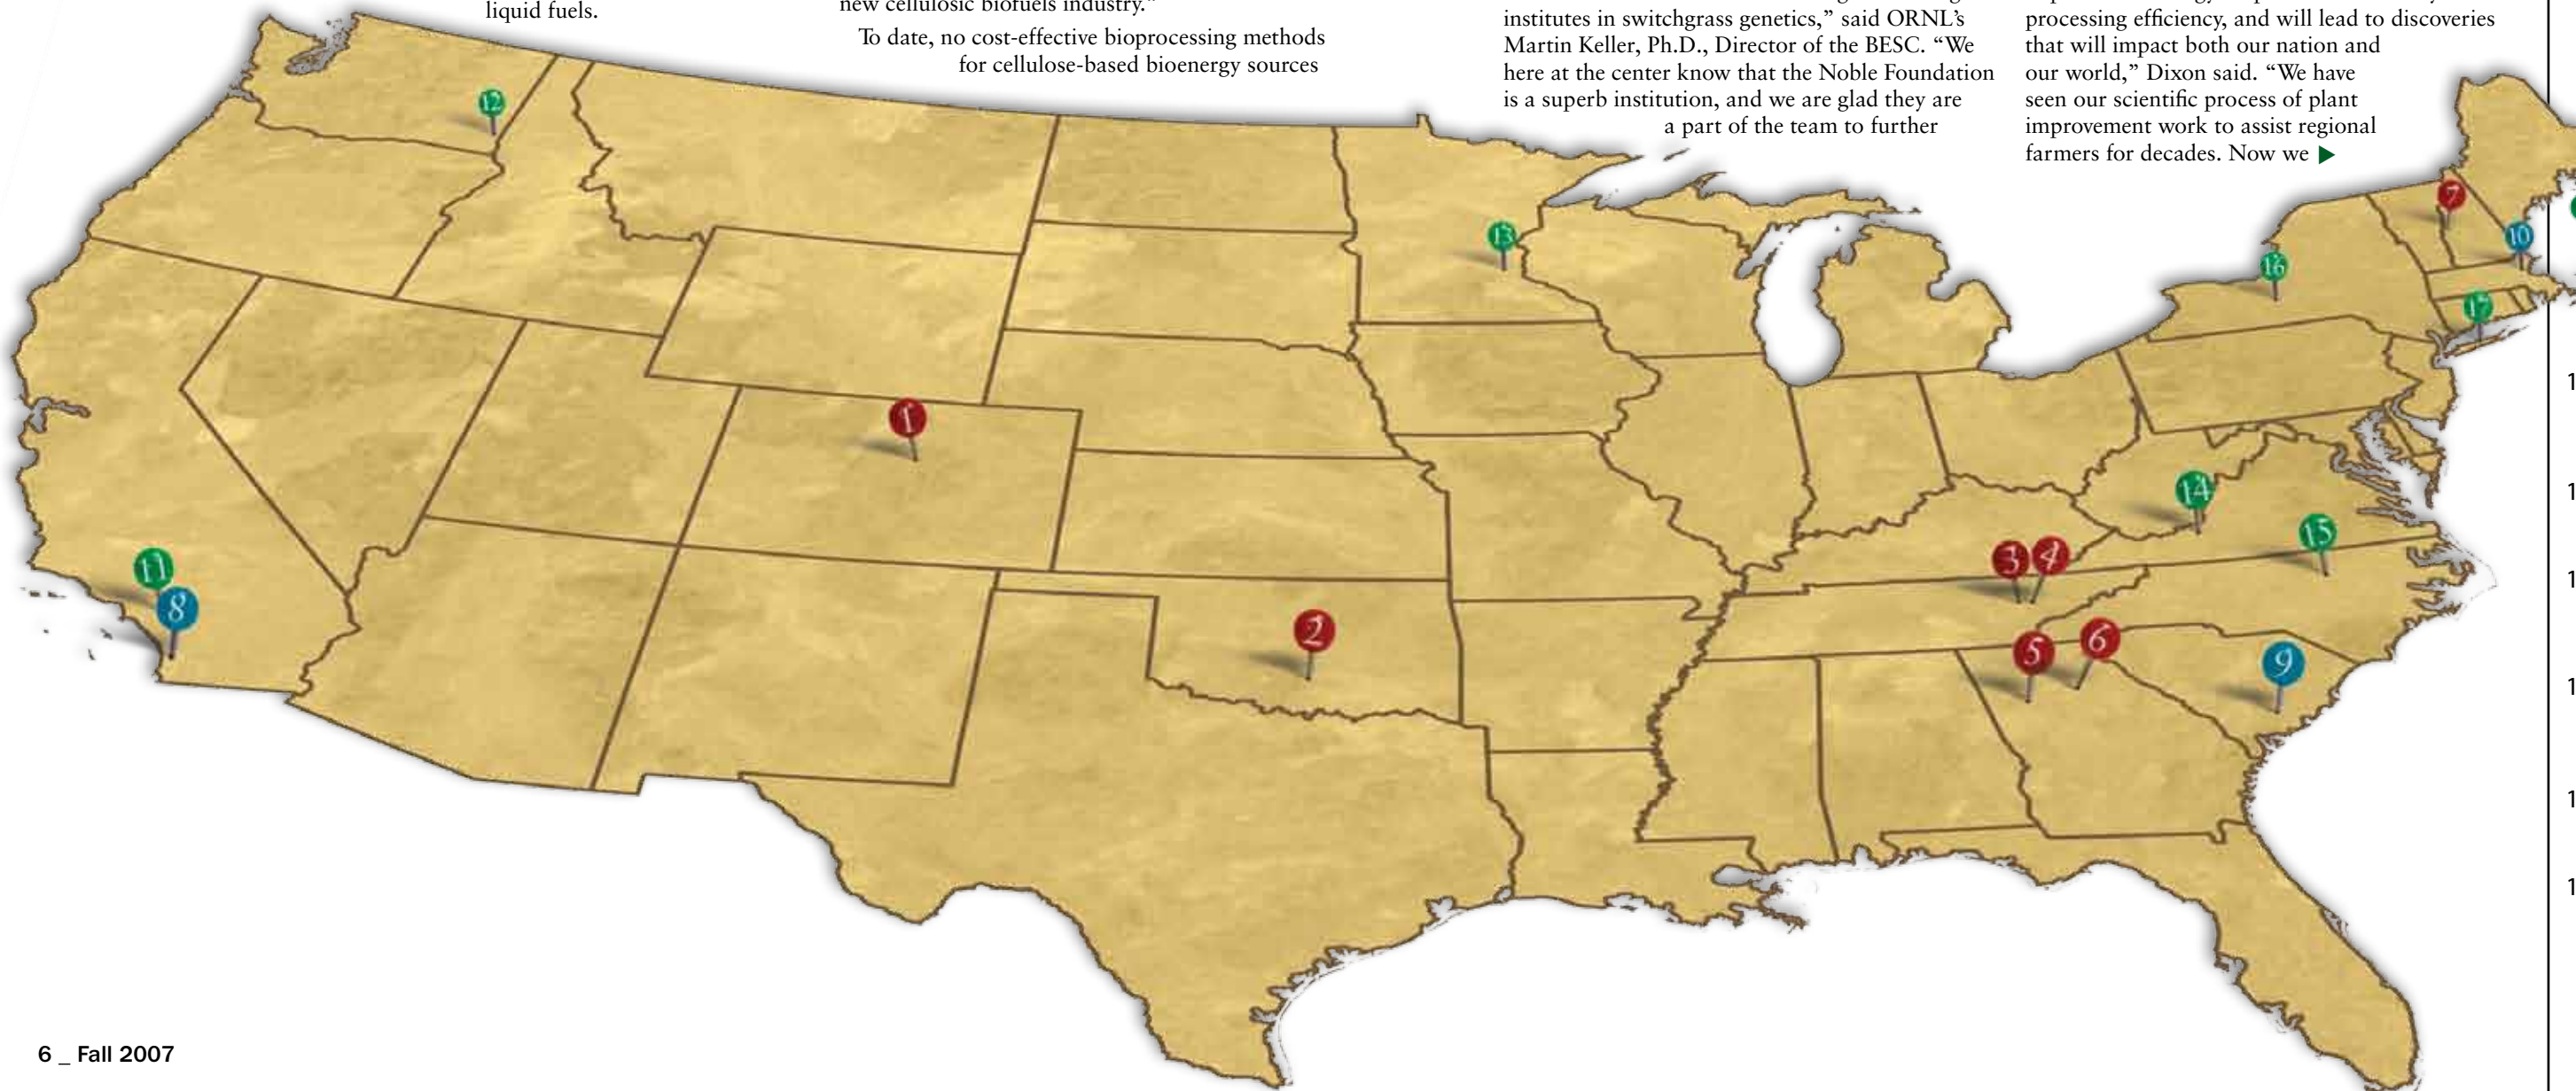 liquid fuels.
new cellulosic biofuels industry.”
To date, no cost-effective bioprocessing methods
for cellulose-based bioenergy sources
institutes in switchgrass genetics,” said ORNL’s
Martin Keller, Ph.D., Director of the BESC. “We
here at the center know that the Noble Foundation
is a superb institution, and we are glad they are
a part of the team to further
processing efficiency, and will lead to discoveries
that will impact both our nation and
our world,” Dixon said. “We have
seen our scientific process of plant
improvement work to assist regional
farmers for decades. Now we
12
13
7
10
16
17
1
14
15
3
4
11
8
2
5
6
9
6 _ Fall 2007